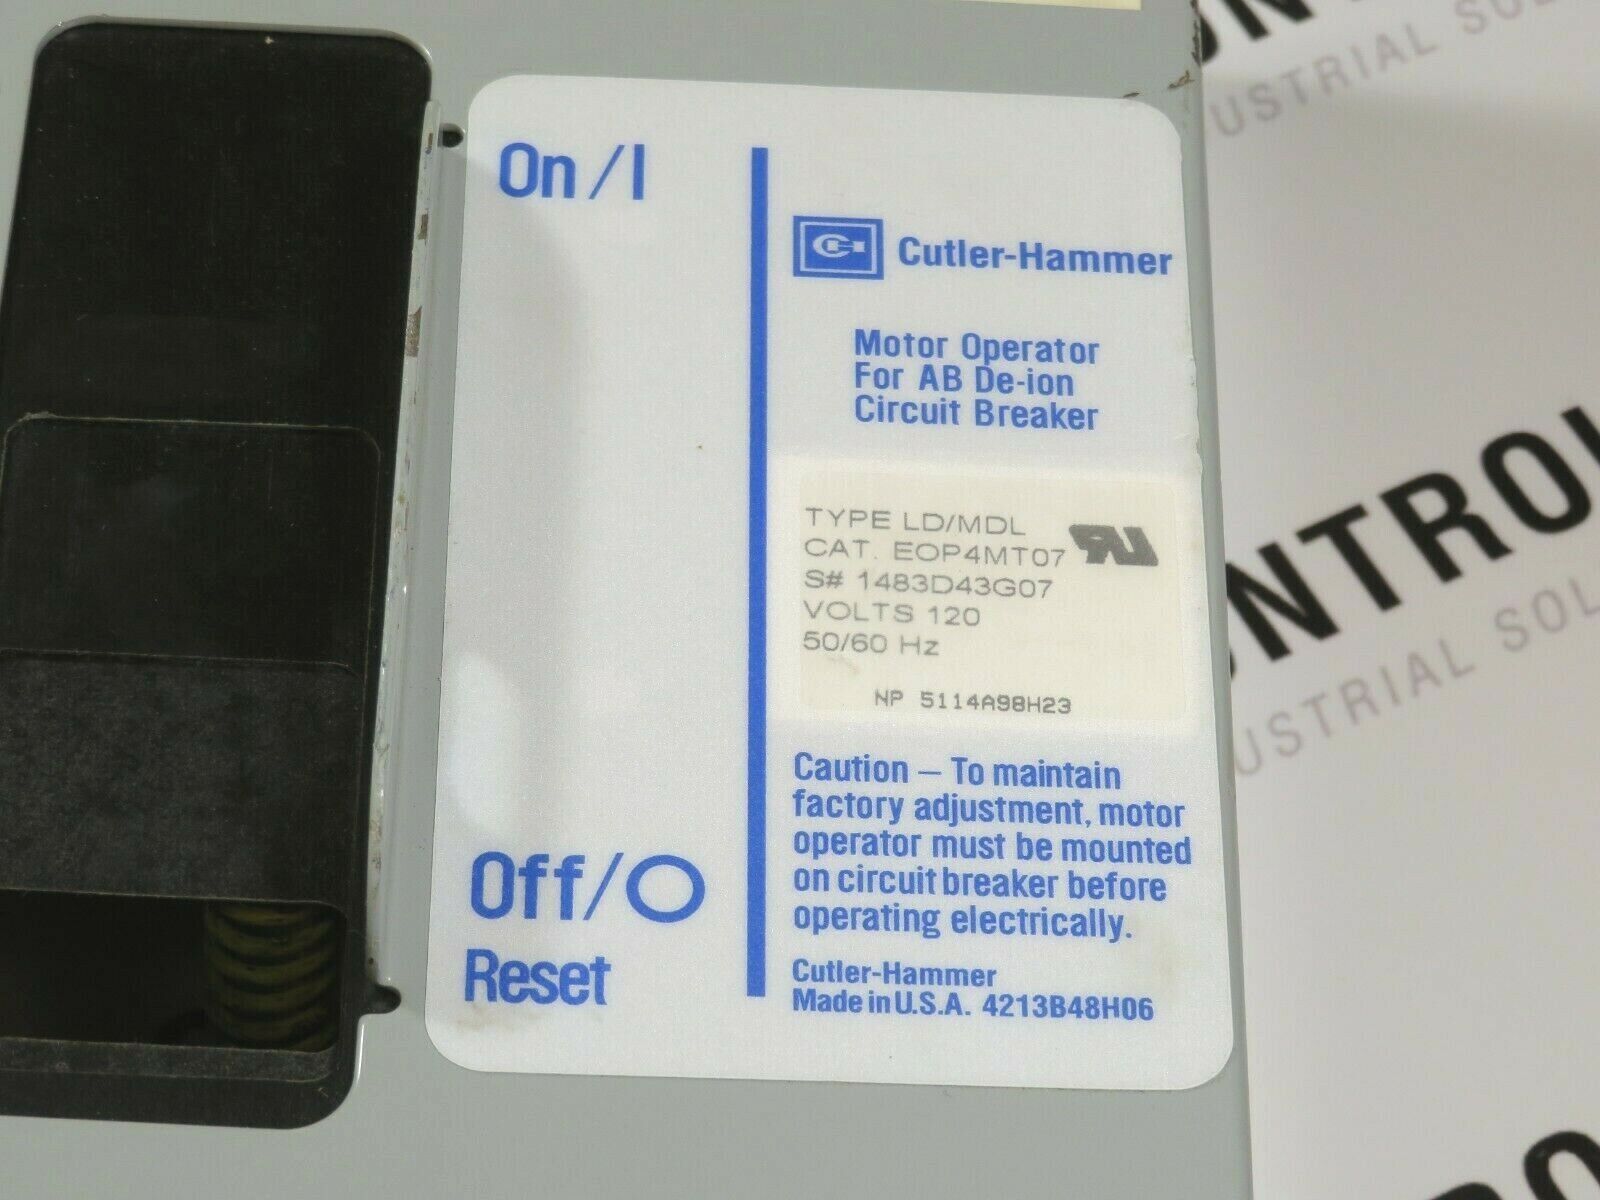 On/I
Cutler-Hammer
Motor Operator
For AB De-ion
Circuit Breaker
TYPE LD/MDL
CAT. EOP4MT07
S# 1483D43G07
VOLTS 120
50/60 Hz
NP 5114A98H23
Caution – To maintain
factory adjustment, motor
operator must be mounted
on circuit breaker before
operating electrically.
Cutler-Hammer
Made in U.S.A. 4213B48H06
Off/O
Reset